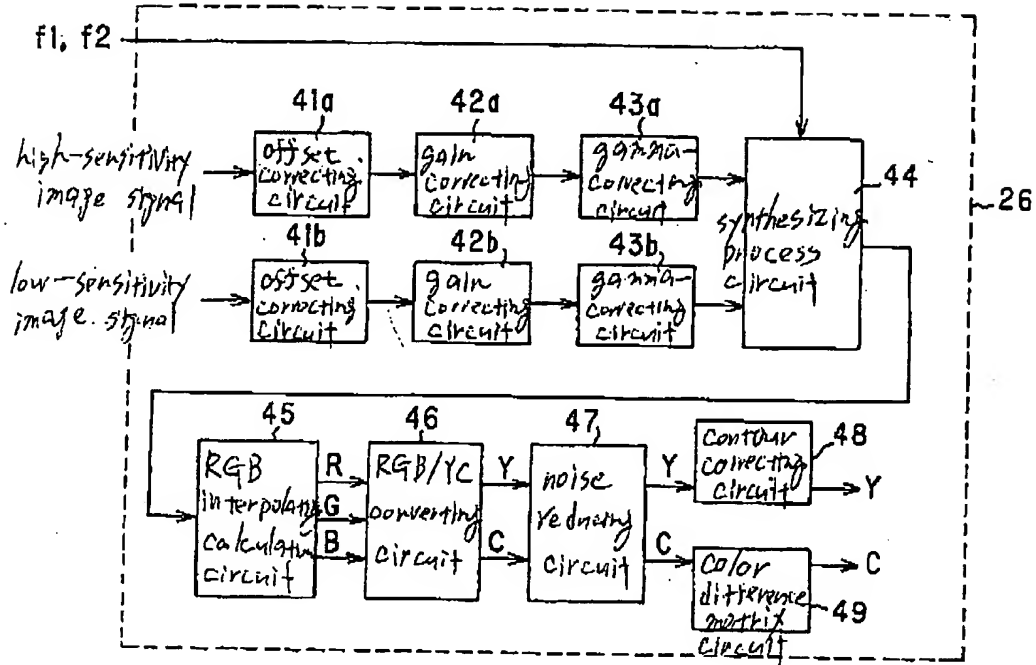 f1, f2
41a
42a
43a
high-sensitivity
image signal
offset
correcting
circuit
gain
correcting
circuit
gamma-
correcting
circuit
44
26
synthesizing
process
circuit
41b
42b
43b
low-sensitivity
image signal
offset
correcting
circuit
gain
correcting
circuit
gamma-
correcting
circuit
45
46
47
48
RGB
interpolating
calculating
circuit
R
G
B
RGB/YC
converting
circuit
Y
C
noise
reducing
circuit
Y
C
contour
correcting
circuit
Y
color
difference
matrix
circuit
C
49